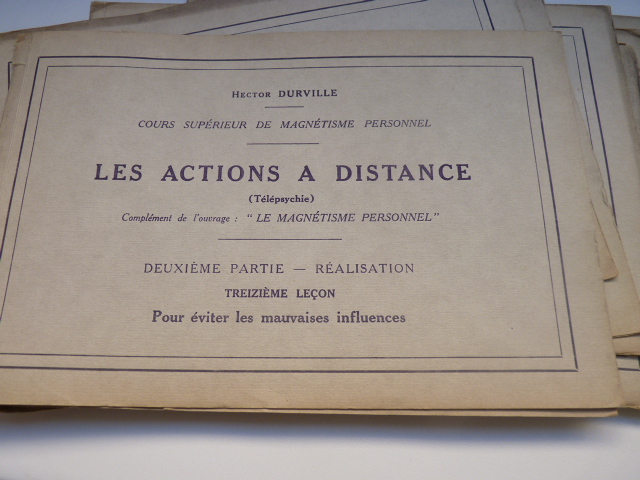 Hector DURVILLE
COURS SUPÉRIEUR DE MAGNÉTISME PERSONNEL
LES ACTIONS A DISTANCE
(Télépsychie)
Complément de l'ouvrage : " LE MAGNÉTISME PERSONNEL"
DEUXIÈME PARTIE — RÉALISATION
TREIZIÈME LEÇON
Pour éviter les mauvaises influences